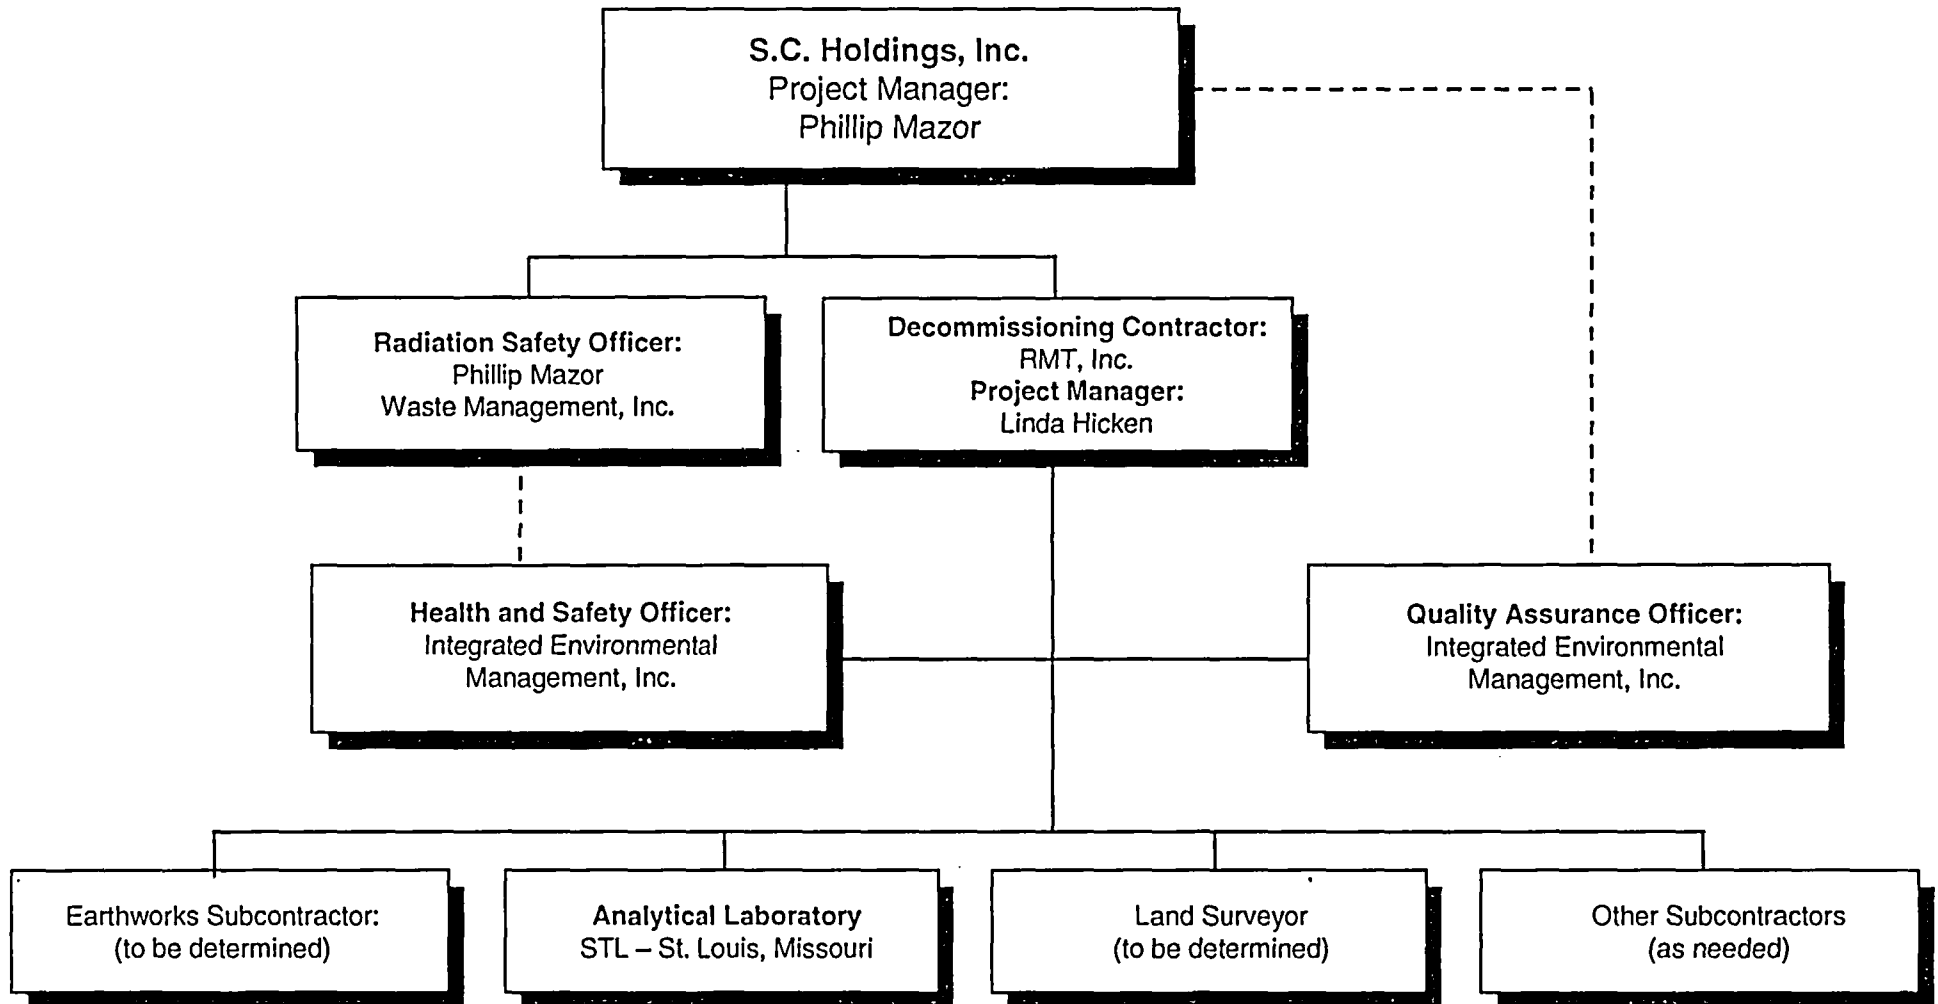 S.C. Holdings, Inc.
Project Manager:
Phillip Mazor
Radiation Safety Officer:
Phillip Mazor
Waste Management, Inc.
Decommissioning Contractor:
RMT, Inc.
Project Manager:
Linda Hicken
Health and Safety Officer:
Integrated Environmental
Management, Inc.
Quality Assurance Officer:
Integrated Environmental
Management, Inc.
Earthworks Subcontractor:
(to be determined)
Analytical Laboratory
STL – St. Louis, Missouri
Land Surveyor
(to be determined)
Other Subcontractors
(as needed)